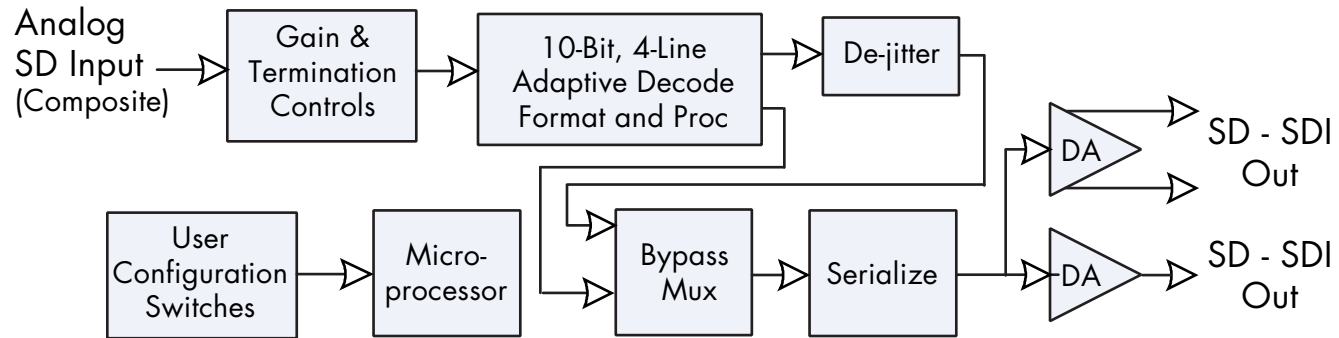 Analog
SD Input
(Composite)
Gain &
Termination
Controls
10-Bit, 4-Line
Adaptive Decode
Format and Proc
De-jitter
DA
SD - SDI
Out
User
Configuration
Switches
Micro-
processor
Bypass
Mux
Serialize
DA
SD - SDI
Out